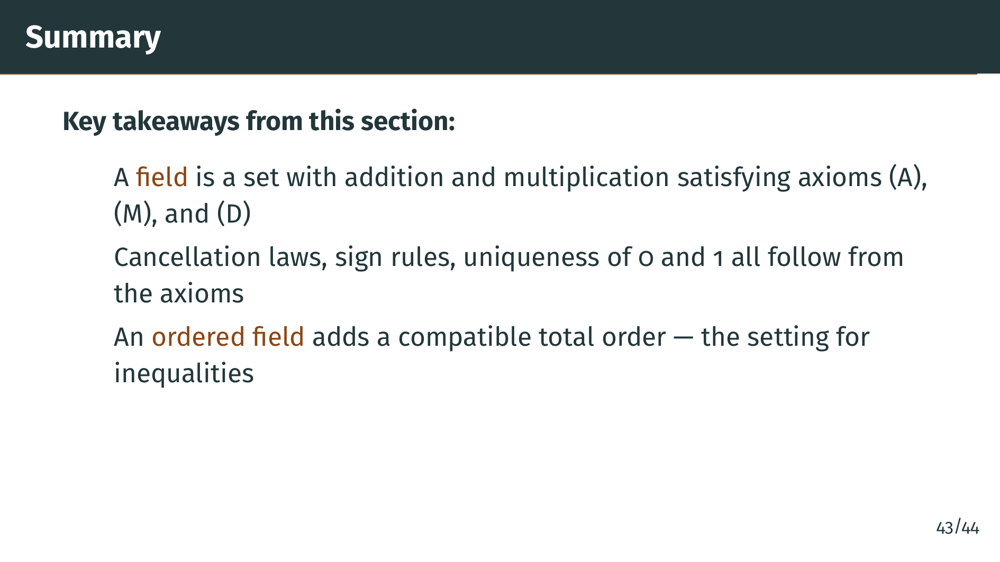 Summary
Key takeaways from this section:
A field is a set with addition and multiplication satisfying axioms (A),
(M), and (D)
Cancellation laws, sign rules, uniqueness of 0 and 1 all follow from
the axioms
An ordered field adds a compatible total order — the setting for
inequalities
43/44